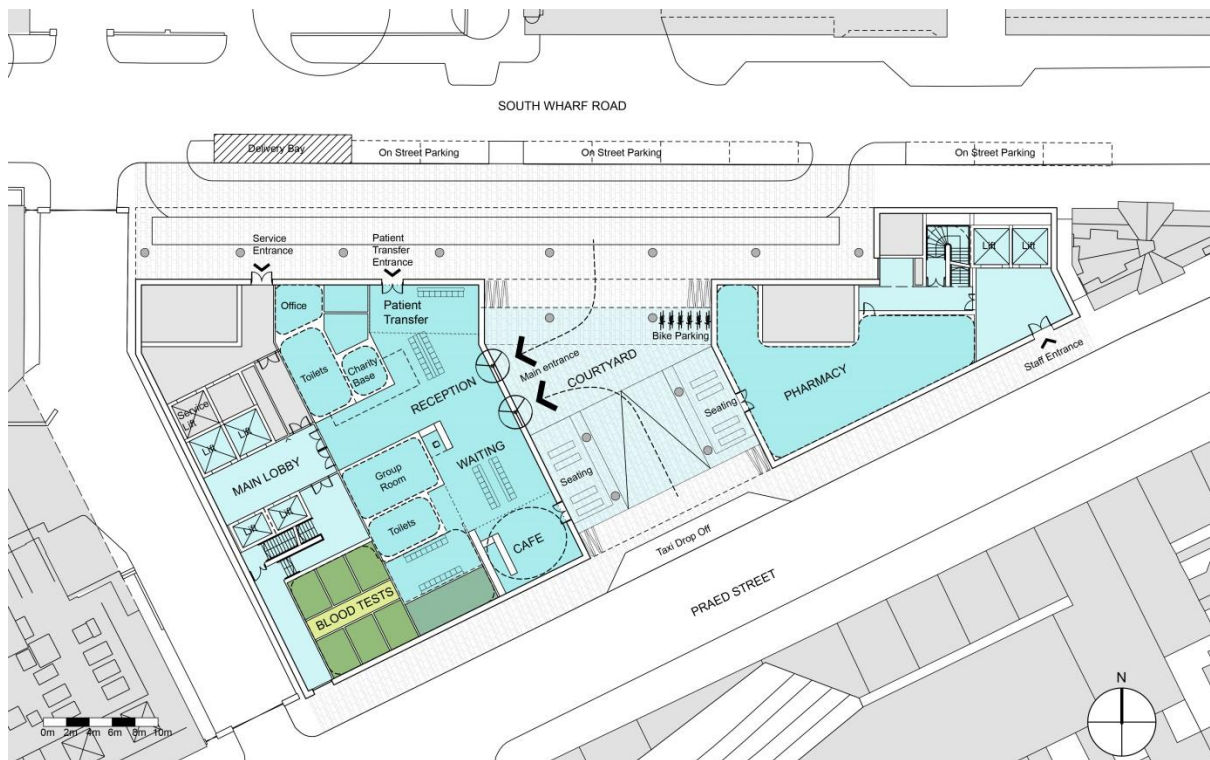 SOUTH WHARF ROAD
Delivery Bay
On Street Parking
On Street Parking
On Street Parking
Service
Entrance
Patient
Transfer
Entrance
Lift
Lift
Office
Patient
Transfer
Bike Parking
Staff Entrance
Toilets
Charity
Base
RECEPTION
Main entrance
COURTYARD
PHARMACY
Service
Lift
Lift
Lift
Seating
MAIN LOBBY
Group
Room
WAITING
Seating
Lift
Lift
Toilets
CAFE
Taxi Drop Off
BLOOD TESTS
PRAED STREET
N
0m 2m 4m 6m 8m 10m